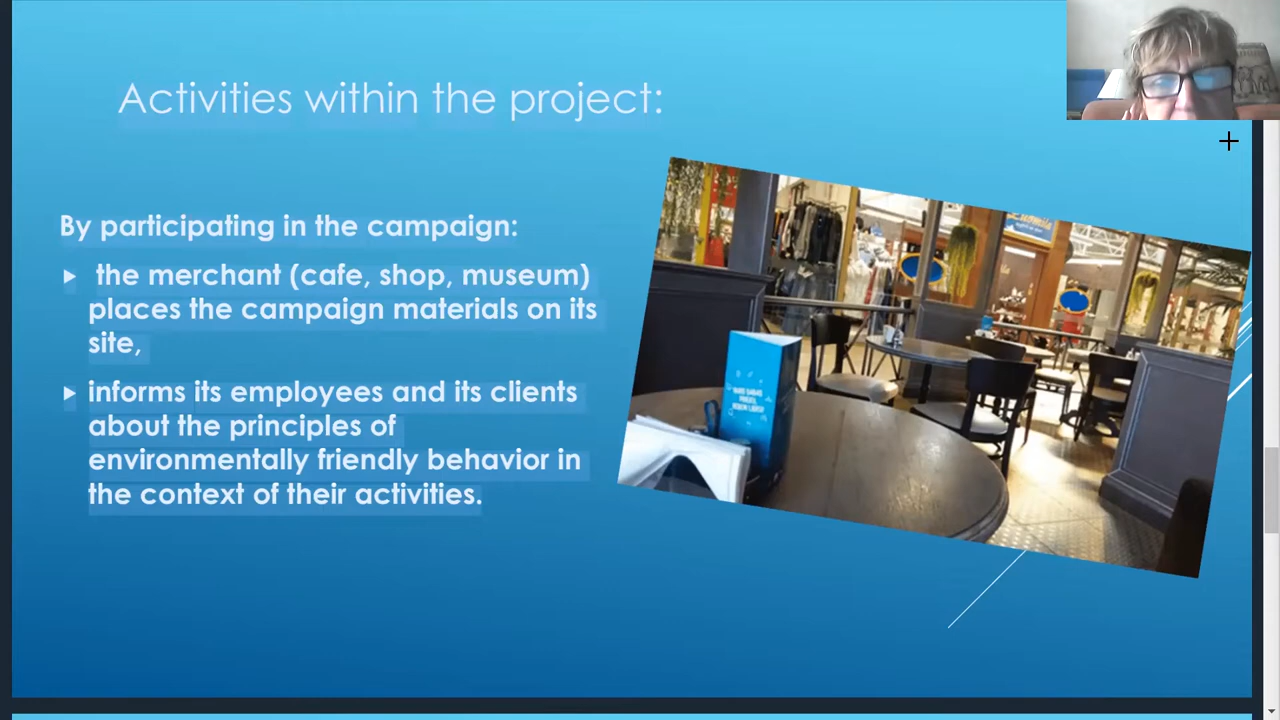 Activities within the project:
By participating in the campaign:
the merchant (cafe, shop, museum)
places the campaign materials on its
site,
informs its employees and its clients
about the principles of
environmentally friendly behavior in
the context of their activities.